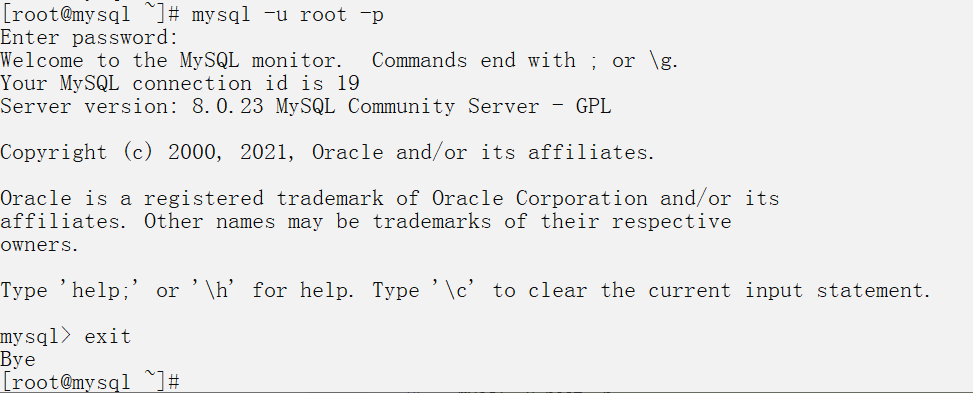 [root@mysql ~]# mysql -u root -p
Enter password:
Welcome to the MySQL monitor.  Commands end with ; or \g.
Your MySQL connection id is 19
Server version: 8.0.23 MySQL Community Server - GPL
Copyright (c) 2000, 2021, Oracle and/or its affiliates.
Oracle is a registered trademark of Oracle Corporation and/or its
affiliates. Other names may be trademarks of their respective
owners.
Type 'help;' or '\h' for help. Type '\c' to clear the current input statement.
mysql> exit
Bye
[root@mysql ~]#